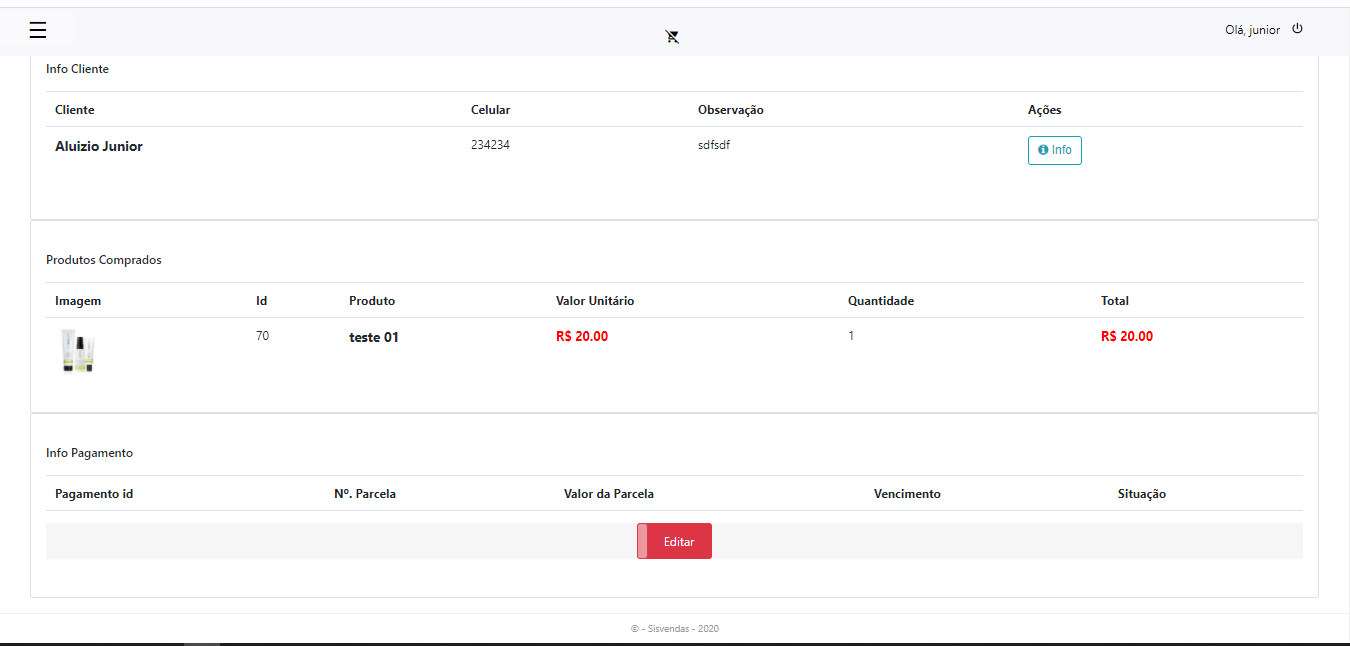 Olá, junior
Info Cliente
Cliente Celular Observação Ações
Aluizio Junior 234234 sdfsdf Info
Produtos Comprados
Imagem Id Produto Valor Unitário Quantidade Total
70 teste 01 R$ 20.00 1 R$ 20.00
Info Pagamento
Pagamento id Nº. Parcela Valor da Parcela Vencimento Situação
Editar
© - Sisvendas - 2020